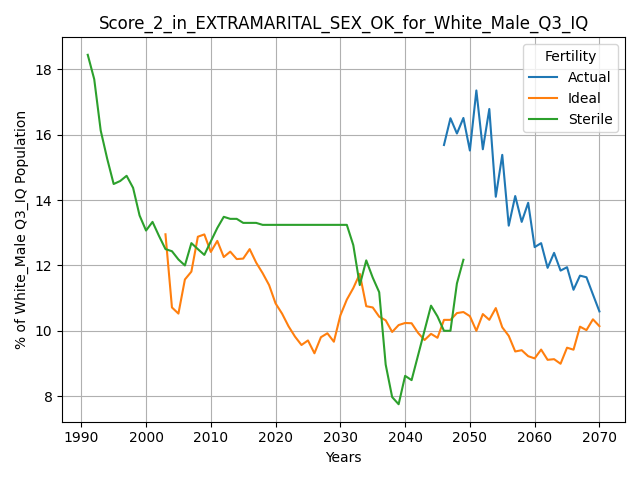 Score_2_in_EXTRAMARITAL_SEX_OK_for_White_Male_Q3_IQ
Fertility
Actual
Ideal
Sterile
% of White_Male Q3_IQ Population
18
16
14
12
10
8
1990 2000 2010 2020 2030 2040 2050 2060 2070
Years